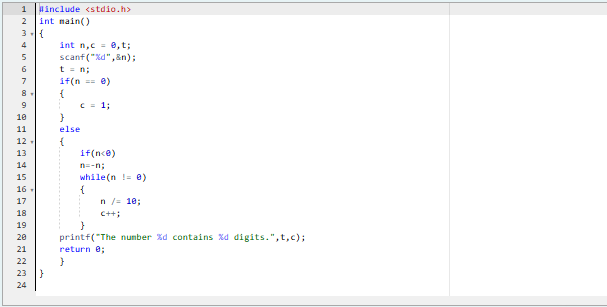 1 #include <stdio.h>
2 int main()
3 {
4 int n,c = 0,t;
5 scanf("%d",&n);
6 t = n;
7 if(n == 0)
8 {
9 c = 1;
10 }
11 else
12 {
13 if(n<0)
14 n=-n;
15 while(n != 0)
16 {
17 n /= 10;
18 c++;
19 }
20 printf("The number %d contains %d digits.",t,c);
21 return 0;
22 }
23 }
24